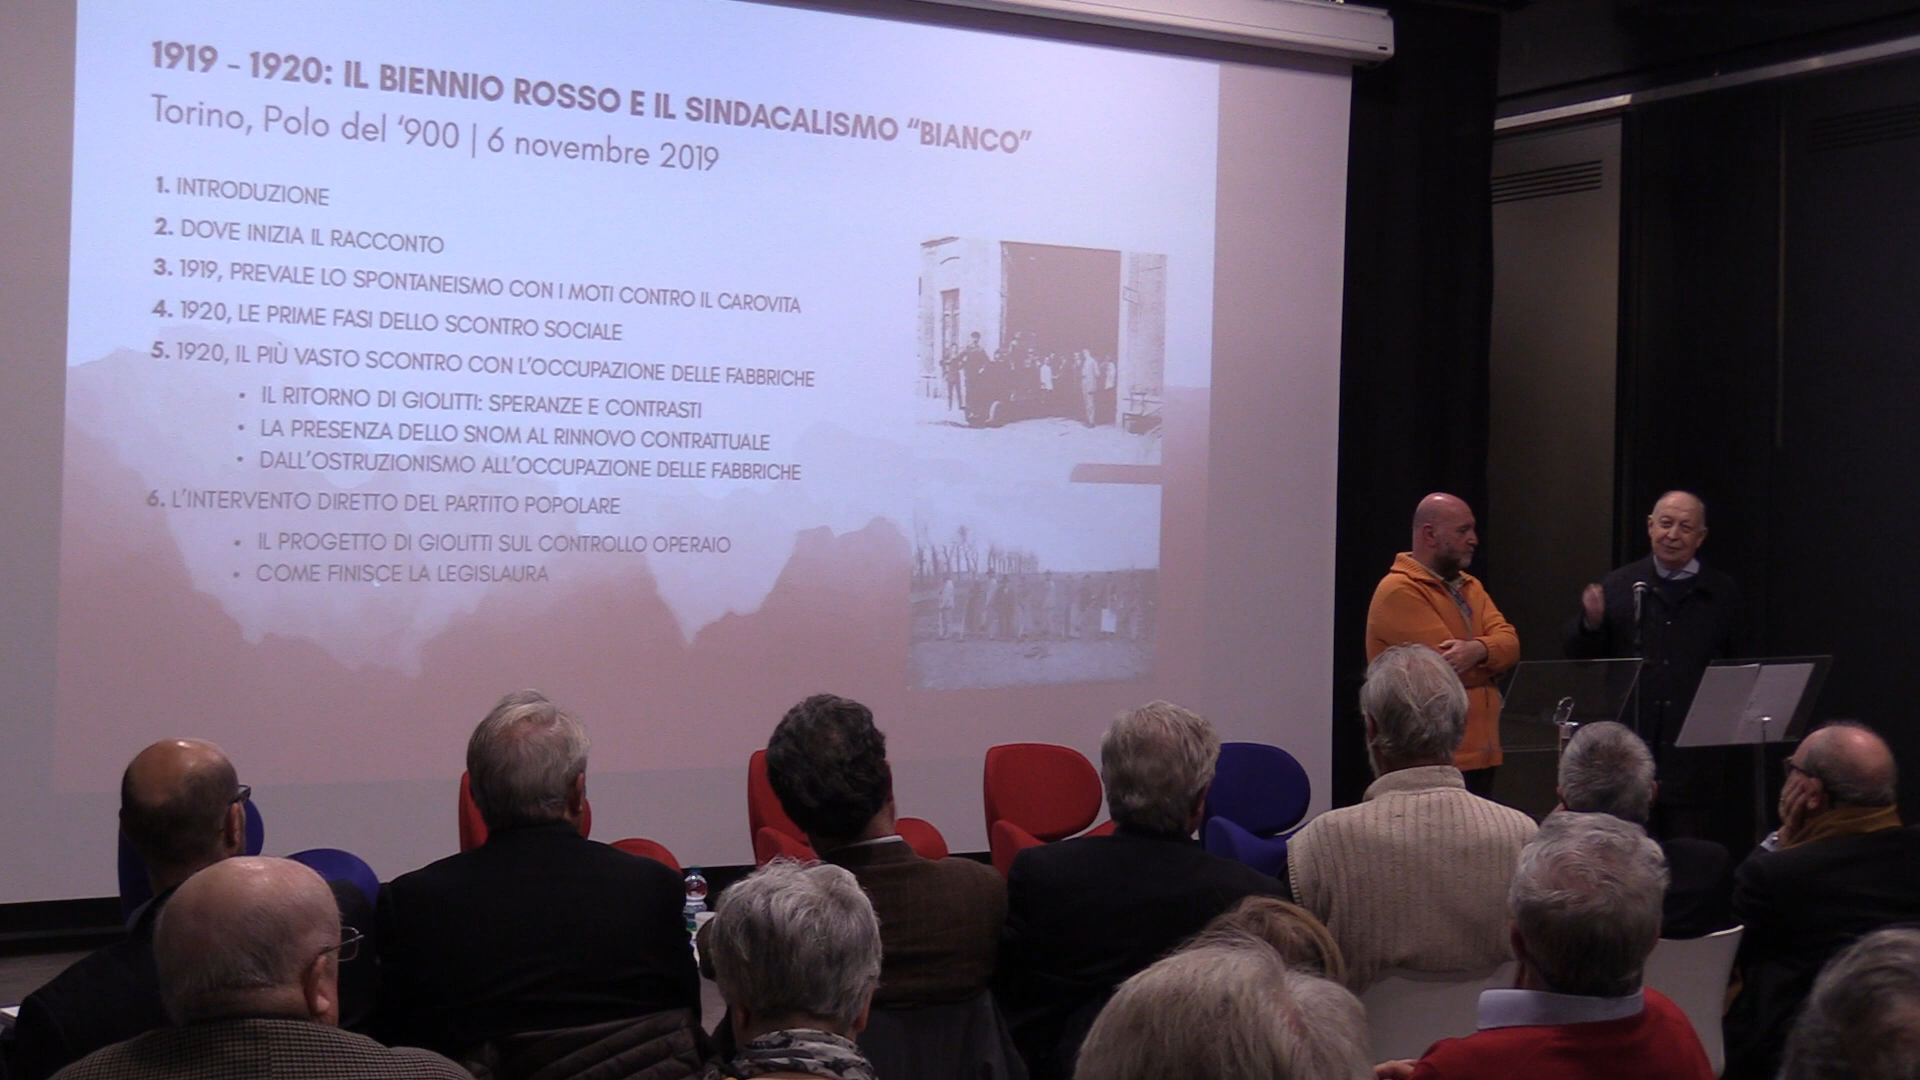 1919 - 1920: IL BIENNIO ROSSO E IL SINDACALISMO “BIANCO”
Torino, Polo del ‘900 | 6 novembre 2019
1. INTRODUZIONE
2. DOVE INIZIA IL RACCONTO
3. 1919, PREVALE LO SPONTANEISMO CON I MOTI CONTRO IL CAROVITA
4. 1920, LE PRIME FASI DELLO SCONTRO SOCIALE
5. 1920, IL PIÙ VASTO SCONTRO CON L’OCCUPAZIONE DELLE FABBRICHE
• IL RITORNO DI GIOLITTI: SPERANZE E CONTRASTI
• LA PRESENZA DELLO SNOM AL RINNOVO CONTRATTUALE
• DALL’OSTRUZIONISMO ALL’OCCUPAZIONE DELLE FABBRICHE
6. L’INTERVENTO DIRETTO DEL PARTITO POPOLARE
• IL PROGETTO DI GIOLITTI SUL CONTROLLO OPERAIO
• COME FINISCE LA LEGISLAURA